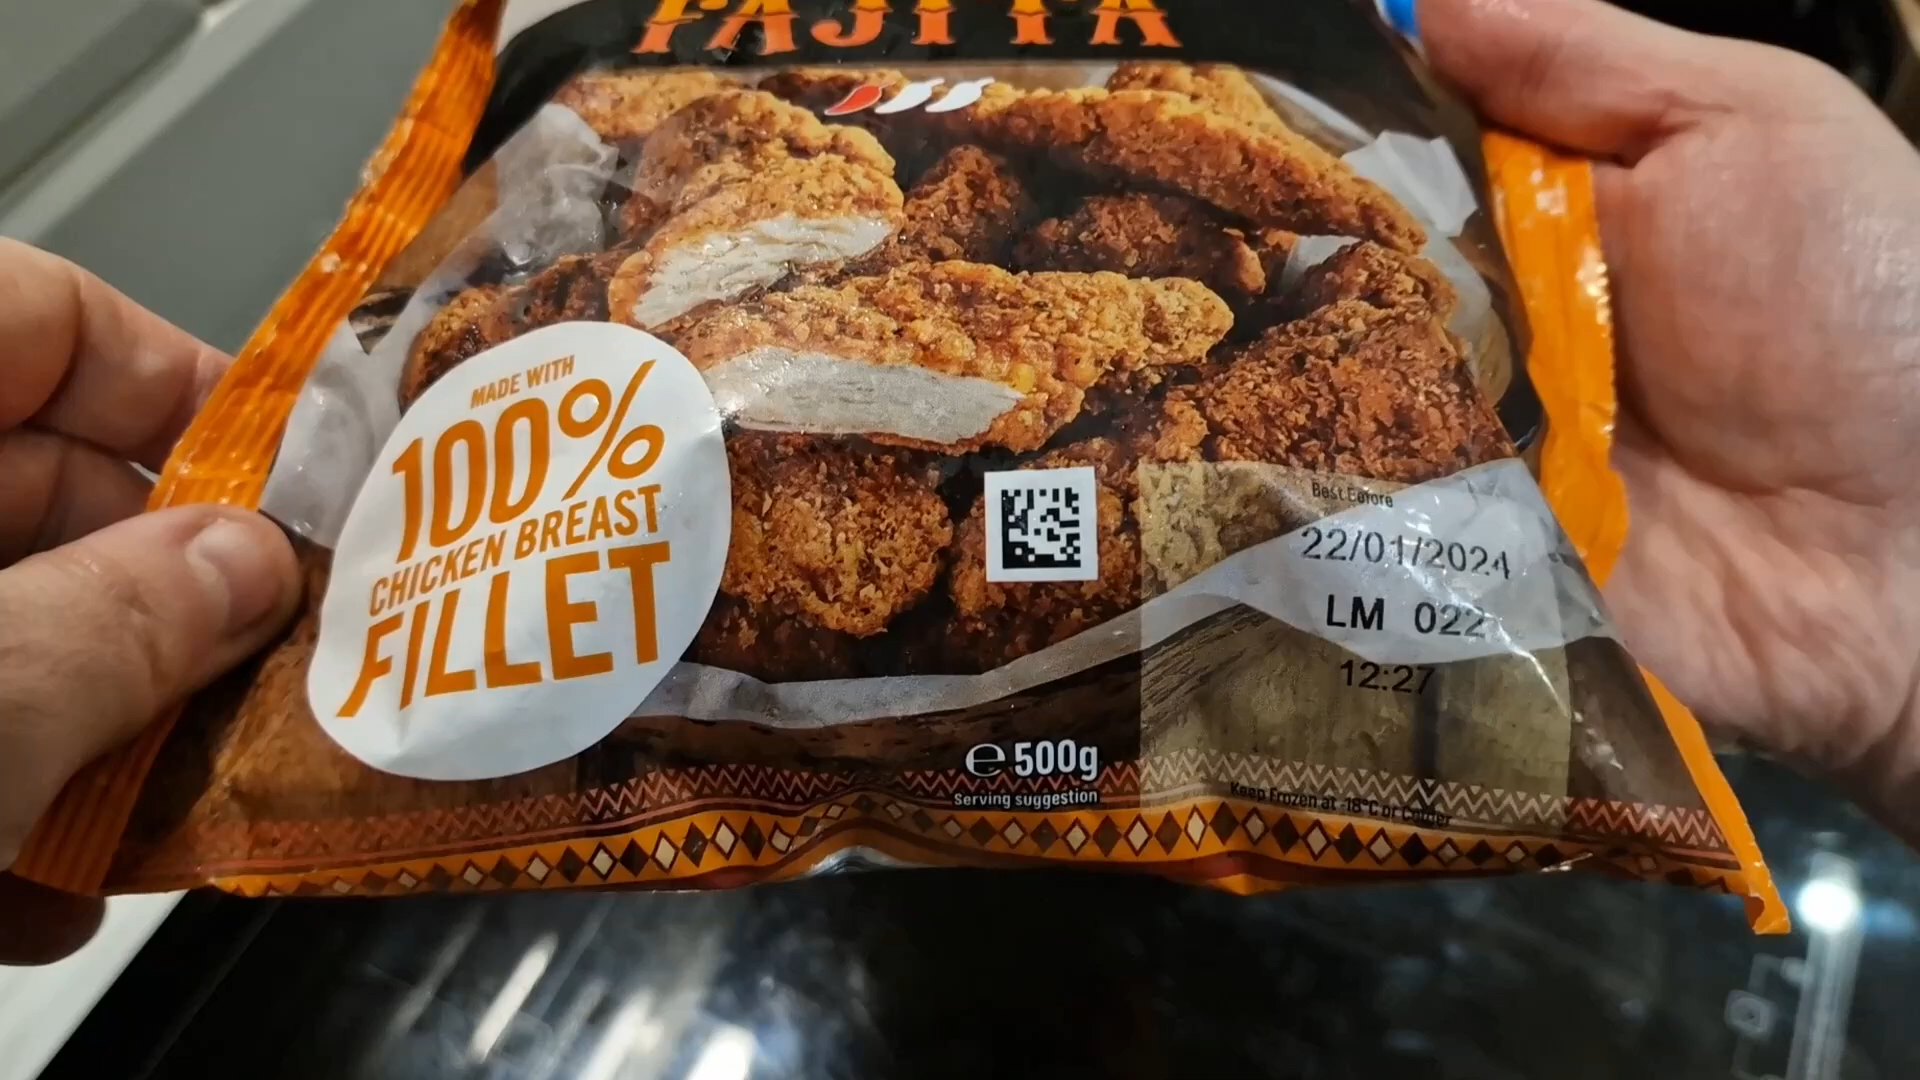 FAJITA
MADE WITH
100%
CHICKEN BREAST
FILLET
Best Before
22/01/2024
LM 022
12:27
e 500g
Serving suggestion
Keep Frozen at -18°C or Colder